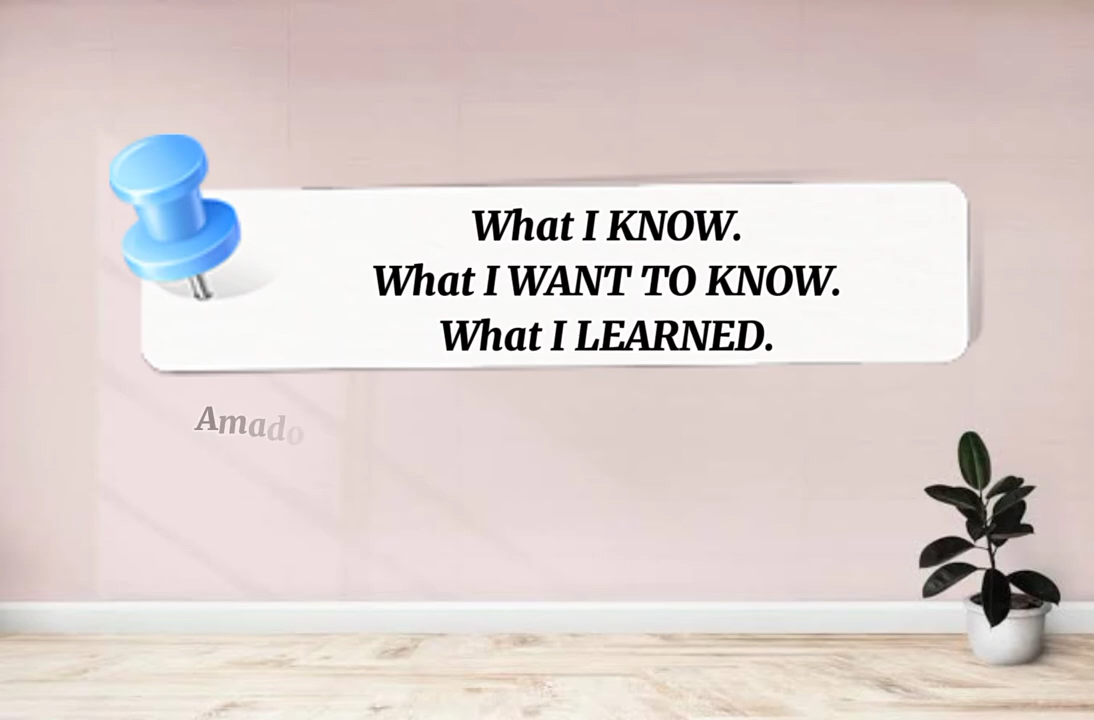 What I KNOW.
What I WANT TO KNOW.
What I LEARNED.
Amado